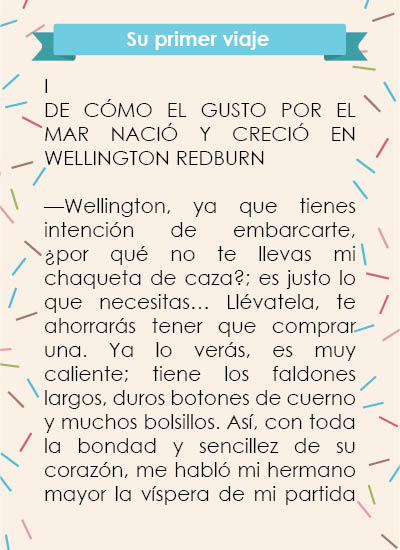 Su primer viaje
I
DE CÓMO EL GUSTO POR EL
MAR NACIÓ Y CRECIÓ EN
WELLINGTON REDBURN
—Wellington, ya que tienes
intención de embarcarte,
¿por qué no te llevas mi
chaqueta de caza?; es justo lo
que necesitas... Llévatela, te
ahorrarás tener que comprar
una. Ya lo verás, es muy
caliente; tiene los faldones
largos, duros botones de cuerno
y muchos bolsillos. Así, con toda
la bondad y sencillez de su
corazón, me habló mi hermano
mayor la víspera de mi partida